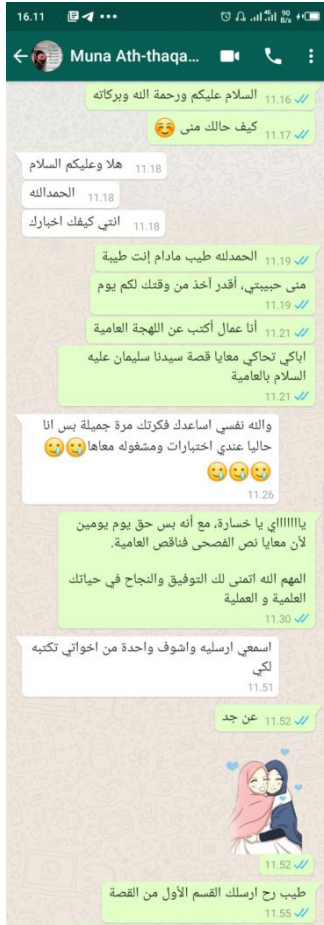 16.11 ••• 90 B/s
Muna Ath-thaqa...
السلام عليكم ورحمة الله وبركاته 11.16
كيف حالك منى 😊 11.17
هلا وعليكم السلام 11.18
الحمدالله 11.18
انتي كيفك اخبارك 11.18
الحمدلله طيب مادام إنت طيبة 11.19
منى حبيبتي، أقدر آخذ من وقتك لكم يوم
11.19
أنا عمال أكتب عن اللهجة العامية 11.21
اباكي تحاكي معايا قصة سيدنا سليمان عليه
السلام بالعامية
11.21
والله نفسي اساعدك فكرتك مرة جميلة بس انا
حاليا عندي اختبارات ومشغوله معاها🥲🥲
🥲🥲🥲
11.26
يااااااااي يا خسارة، مع أنه بس حق يوم يومين
لأن معايا نص الفصحى فناقص العامية.
المهم الله اتمنى لك التوفيق والنجاح في حياتك
العلمية و العملية
11.30
اسمعي ارسليه واشوف واحدة من اخواتي تكتبه
لكي
11.51
عن جد 11.52
11.52
طيب رح ارسلك القسم الأول من القصة
11.55